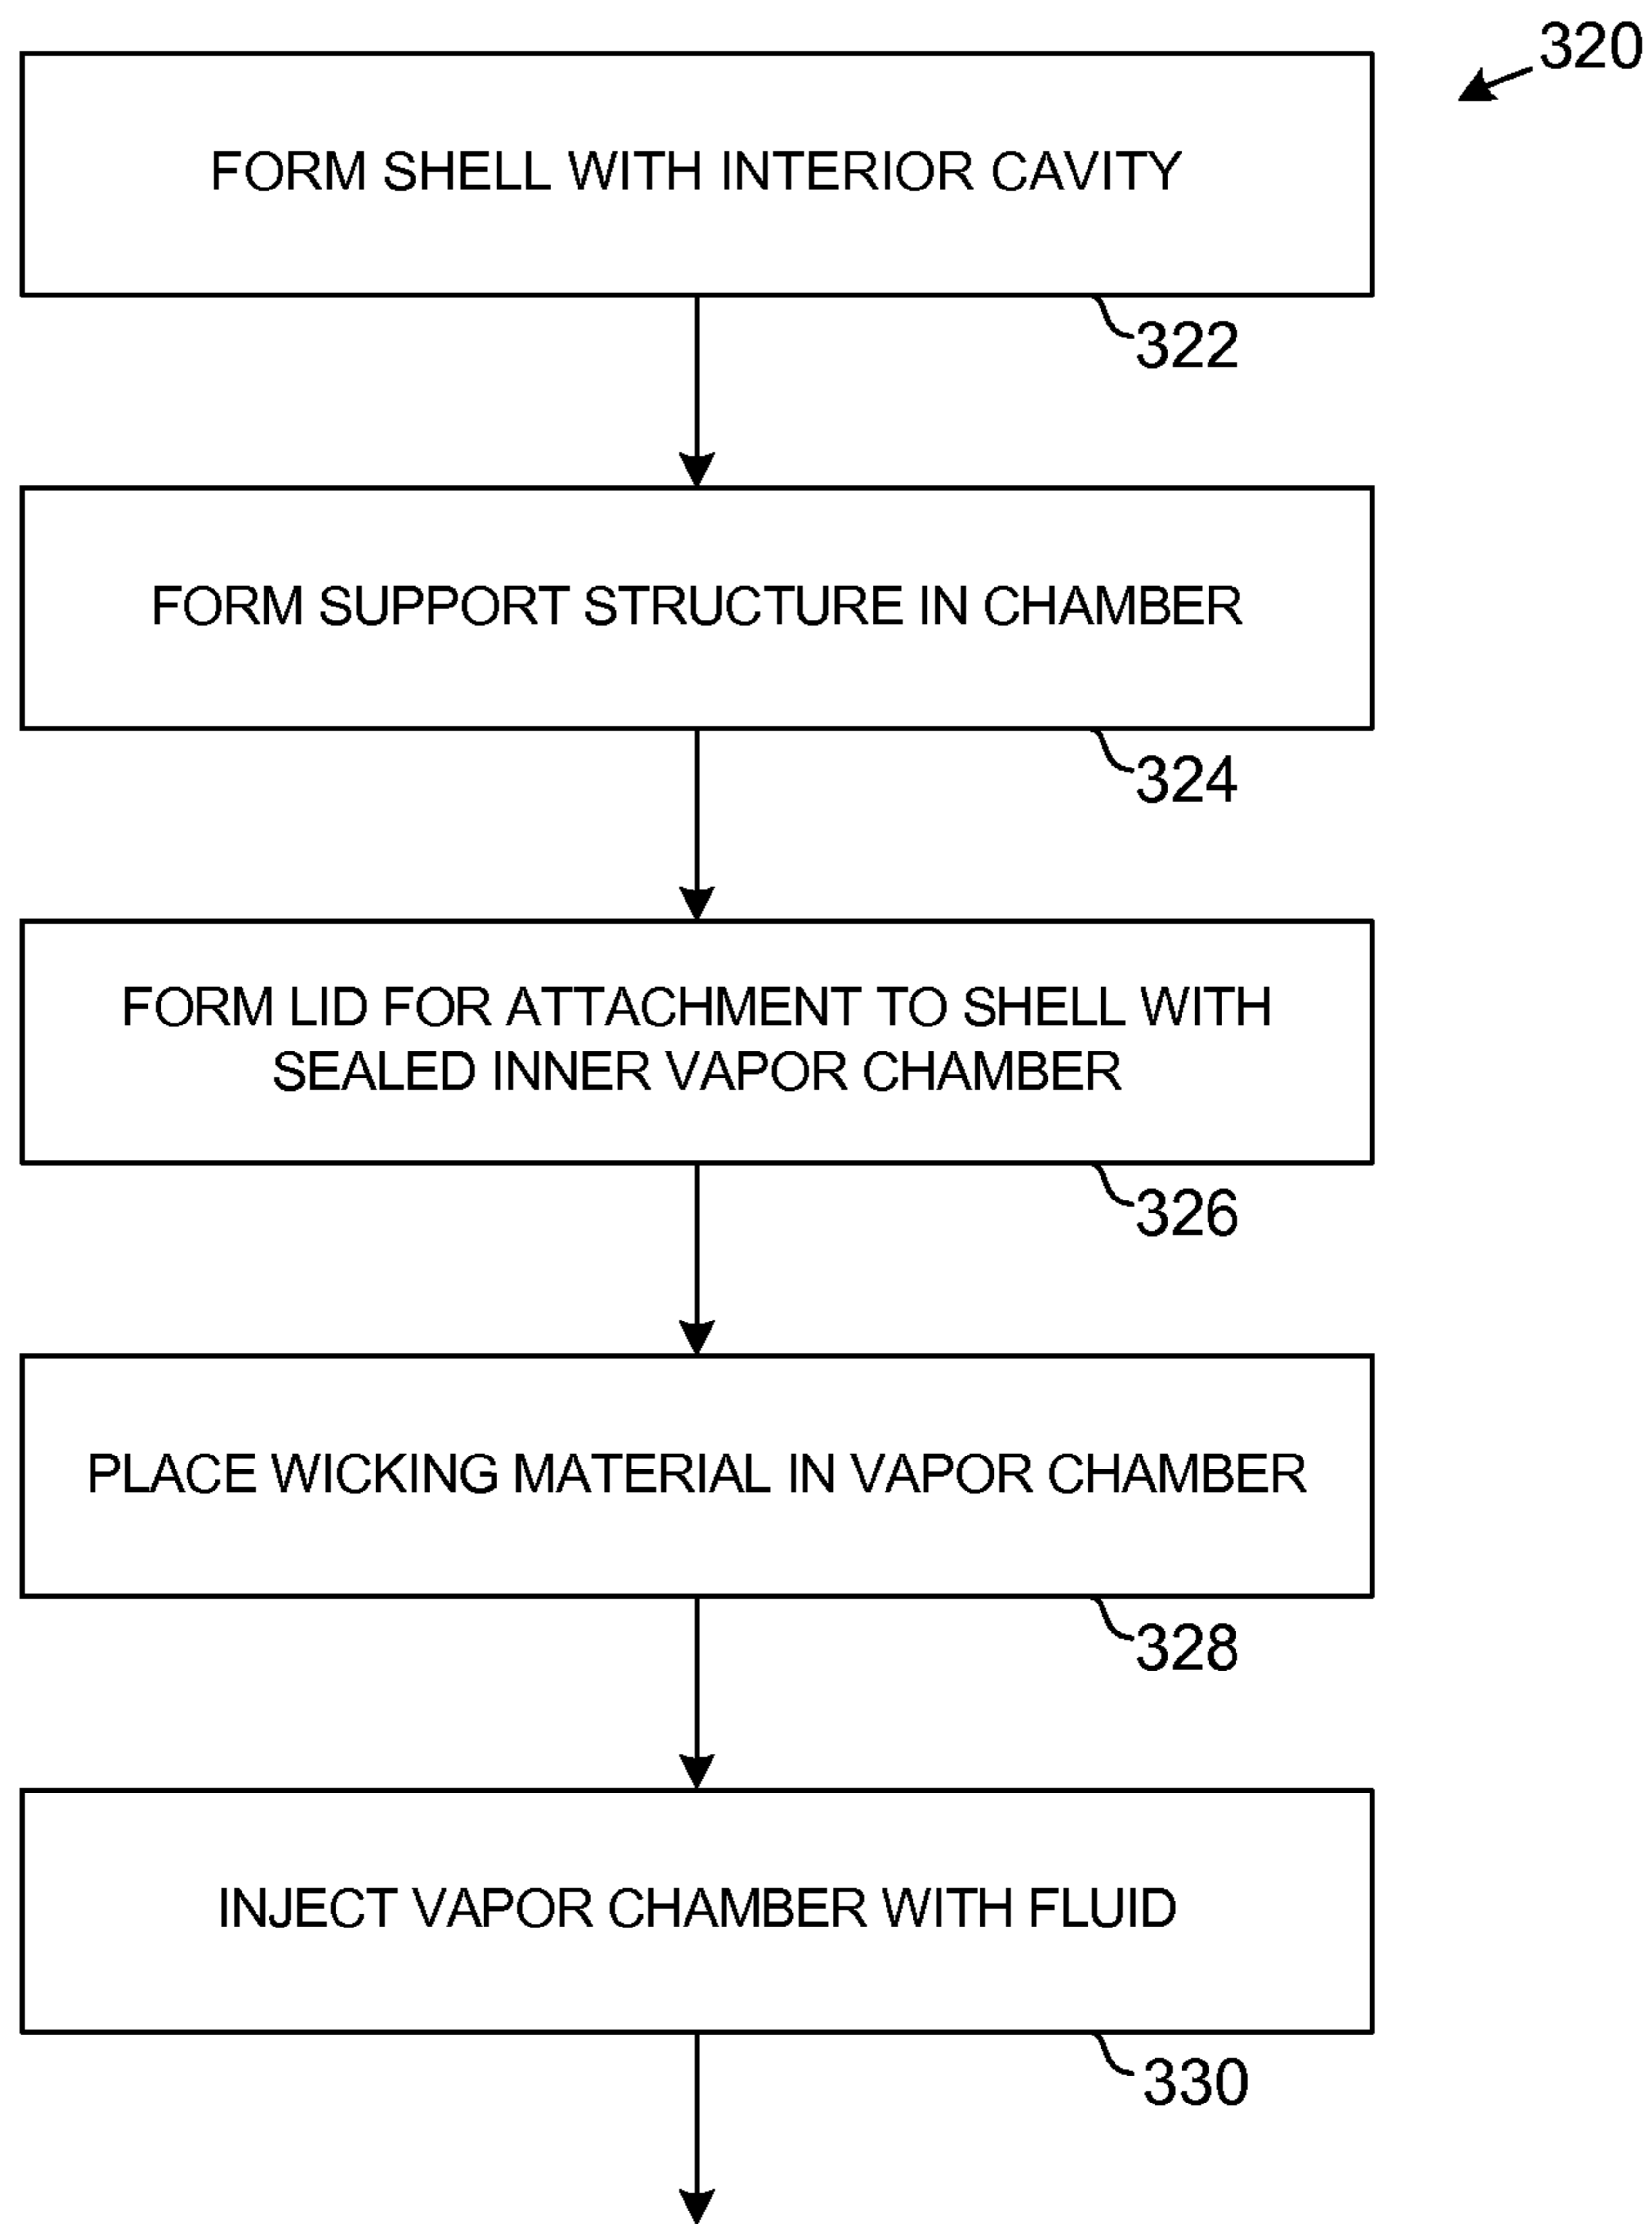 320
FORM SHELL WITH INTERIOR CAVITY
322
FORM SUPPORT STRUCTURE IN CHAMBER
324
FORM LID FOR ATTACHMENT TO SHELL WITH
SEALED INNER VAPOR CHAMBER
326
PLACE WICKING MATERIAL IN VAPOR CHAMBER
328
INJECT VAPOR CHAMBER WITH FLUID
330